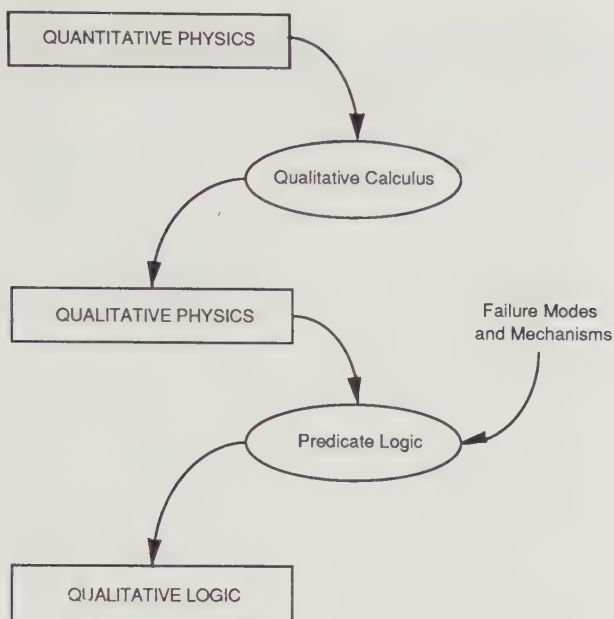 QUANTITATIVE PHYSICS
Qualitative Calculus
QUALITATIVE PHYSICS
Failure Modes
and Mechanisms
Predicate Logic
QUALITATIVE LOGIC